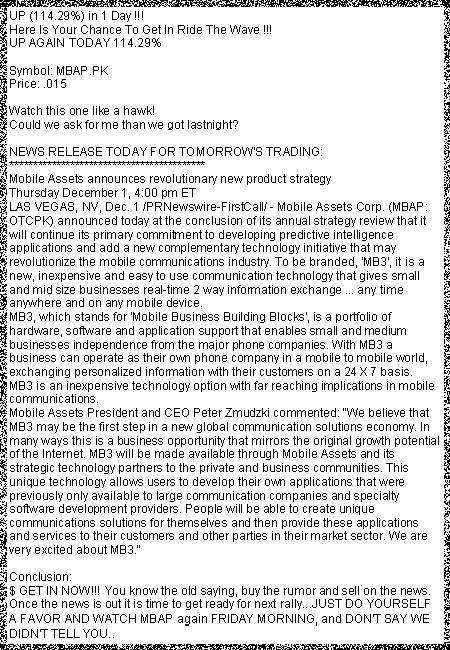 UP (114.29%) in 1 Day !!!
Here Is Your Chance To Get In Ride The Wave !!!
UP AGAIN TODAY 114.29%
Symbol: MBAP.PK
Price: .015
Watch this one like a hawk!
Could we ask for me than we got lastnight?
NEWS RELEASE TODAY FOR TOMORROW'S TRADING:
****************************************
Mobile Assets announces revolutionary new product strategy
Thursday December 1, 4:00 pm ET
LAS VEGAS, NV, Dec. 1 /PRNewswire-FirstCall/ - Mobile Assets Corp. (MBAP:
OTCPK) announced today at the conclusion of its annual strategy review that it
will continue its primary commitment to developing predictive intelligence
applications and add a new complementary technology initiative that may
revolutionize the mobile communications industry. To be branded, 'MB3', it is a
new, inexpensive and easy to use communication technology that gives small
and mid size businesses real-time 2 way information exchange ... any time
anywhere and on any mobile device.
MB3, which stands for 'Mobile Business Building Blocks', is a portfolio of
hardware, software and application support that enables small and medium
businesses independence from the major phone companies. With MB3 a
business can operate as their own phone company in a mobile to mobile world,
exchanging personalized information with their customers on a 24 X 7 basis.
MB3 is an inexpensive technology option with far reaching implications in mobile
communications.
Mobile Assets President and CEO Peter Zmudzki commented: "We believe that
MB3 may be the first step in a new global communication solutions economy. In
many ways this is a business opportunity that mirrors the original growth potential
of the Internet. MB3 will be made available through Mobile Assets and its
strategic technology partners to the private and business communities. This
unique technology allows users to develop their own applications that were
previously only available to large communication companies and specialty
software development providers. People will be able to create unique
communications solutions for themselves and then provide these applications
and services to their customers and other parties in their market sector. We are
very excited about MB3."
Conclusion:
$ GET IN NOW!!! You know the old saying, buy the rumor and sell on the news.
Once the news is out it is time to get ready for next rally...JUST DO YOURSELF
A FAVOR AND WATCH MBAP again FRIDAY MORNING, and DON'T SAY WE
DIDN'T TELL YOU..